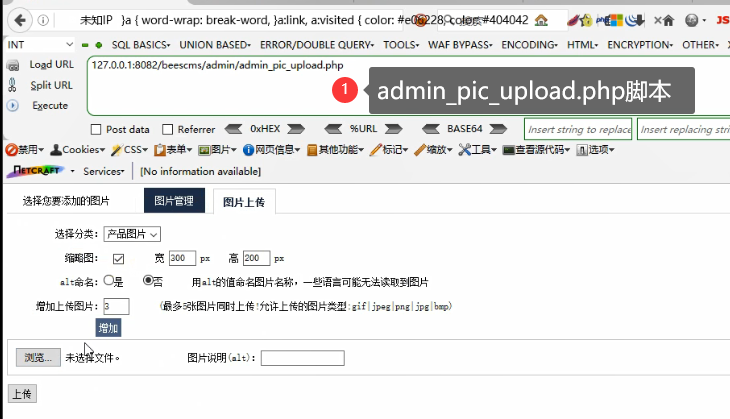 未知IP }a { word-wrap: break-word, }a:link, a:visited { color: #e06228, color=#404042
INT SQL BASICS▾ UNION BASED▾ ERROR/DOUBLE QUERY▾ TOOLS▾ WAF BYPASS▾ ENCODING▾ HTML▾ ENCRYPTION▾ OTHER▾
Load URL
127.0.0.1:8082/beescms/admin/admin_pic_upload.php
Split URL
1 admin_pic_upload.php脚本
Execute
Post data Referrer 0xHEX %URL BASE64 Insert string to replace Insert replacing stri
禁用▾ Cookies▾ CSS▾ 表单▾ 图片▾ 网页信息▾ 其他功能▾ 标记▾ 缩放▾ 工具▾ 查看源代码▾ 选项▾
NETCRAFT Services▾ [No information available]
选择您要添加的图片 图片管理 图片上传
选择分类: 产品图片
缩略图: 宽 300 px 高 200 px
alt命名: 是 否 用alt的值命名图片名称，一些语言可能无法读取到图片
增加上传图片: 3 (最多5张图片同时上传!允许上传的图片类型:gif|jpeg|png|jpg|bmp)
增加
浏览... 未选择文件。 图片说明(alt):
上传